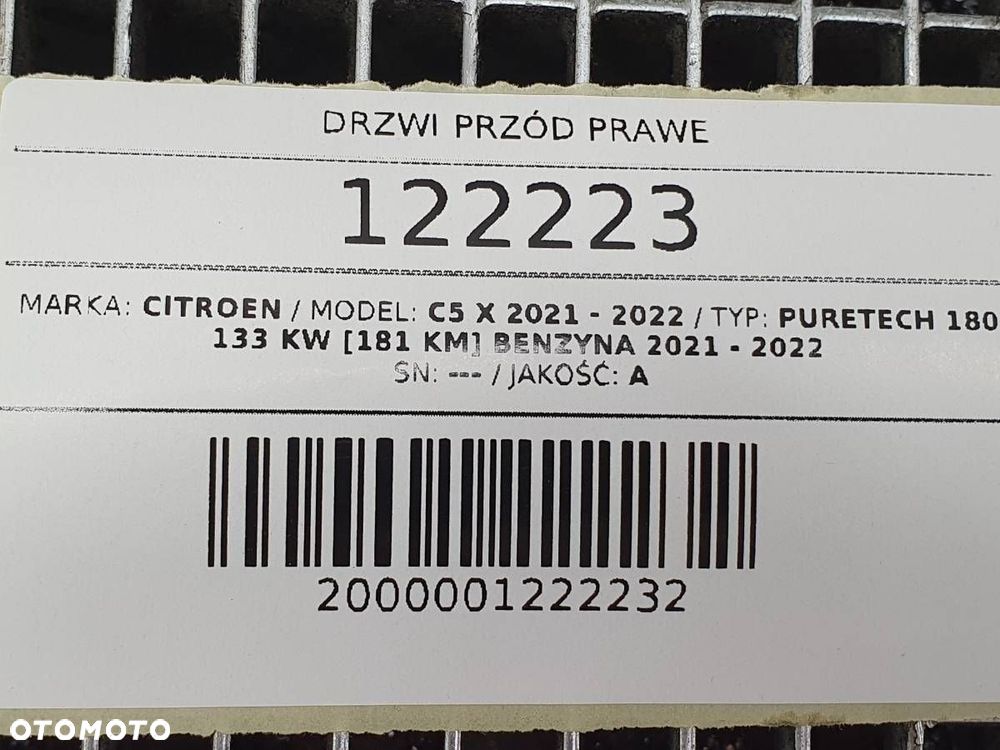 DRZWI PRZÓD PRAWE
122223
MARKA: CITROEN / MODEL: C5 X 2021 - 2022 / TYP: PURETECH 180
133 KW [181 KM] BENZYNA 2021 - 2022
SN: --- / JAKOŚĆ: A
2000001222232
OTOMOTO